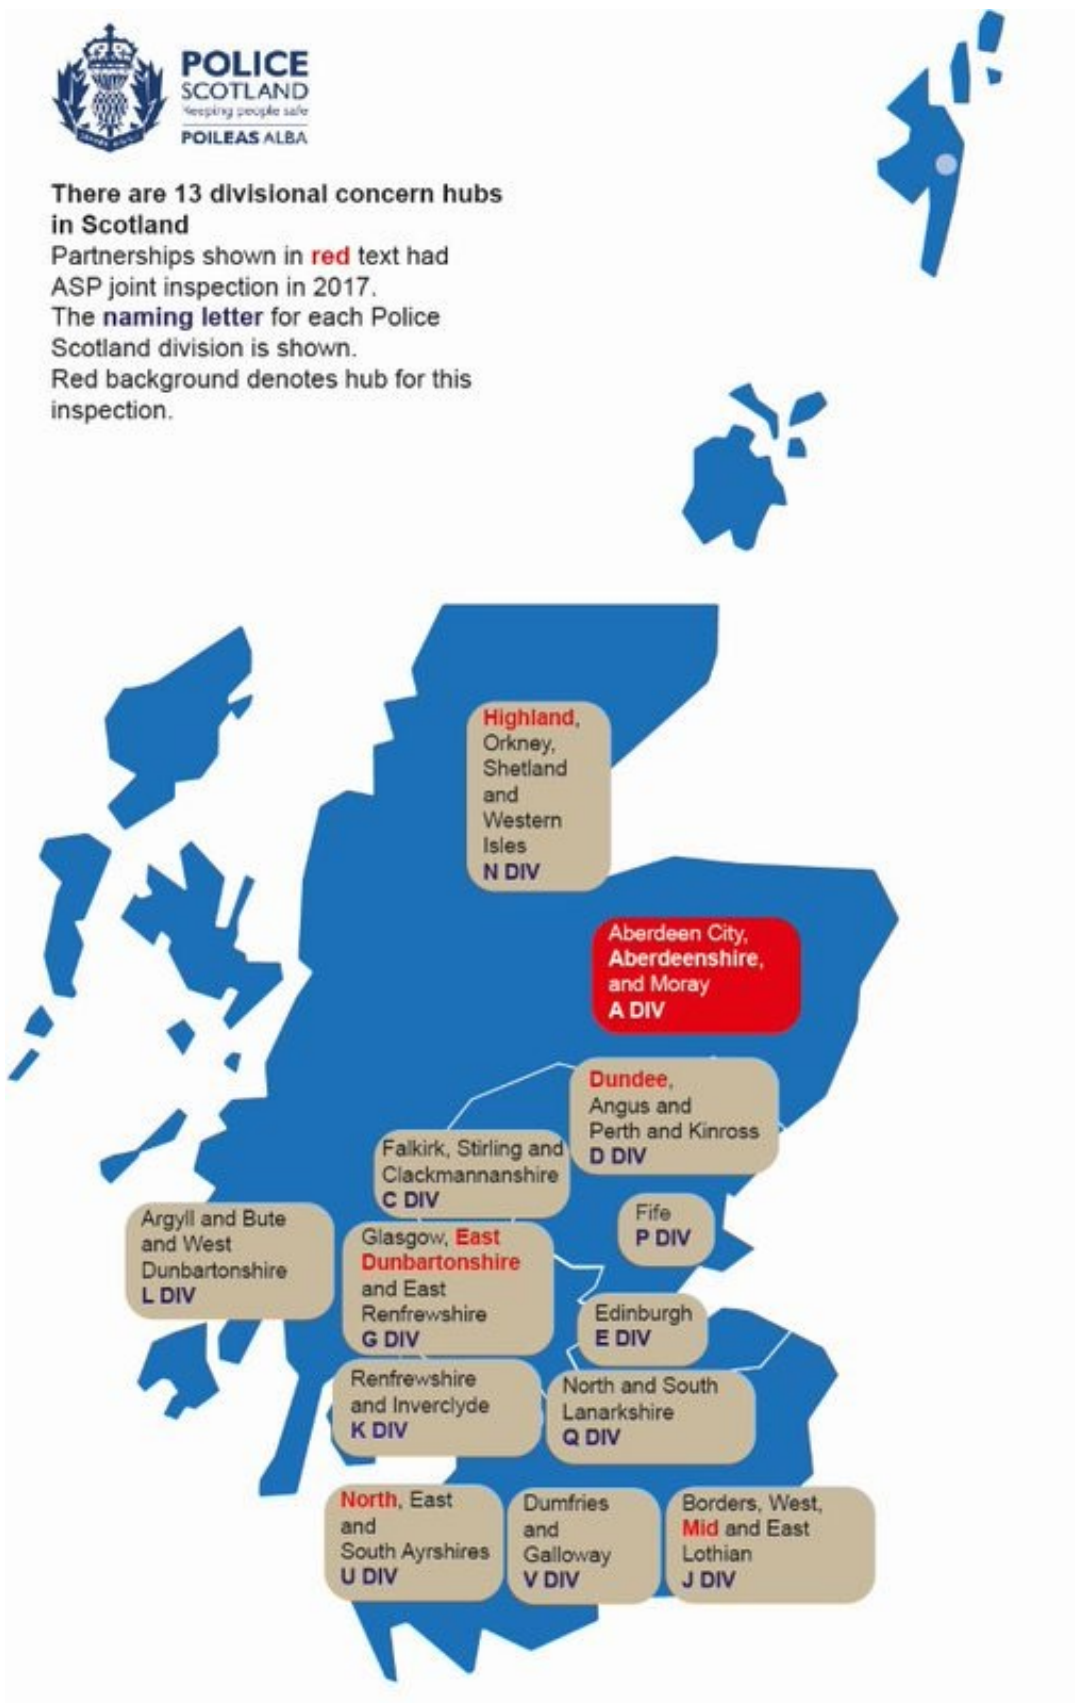 POLICE
SCOTLAND
Keeping people safe
POILEAS ALBA
There are 13 divisional concern hubs
in Scotland
Partnerships shown in red text had
ASP joint inspection in 2017.
The naming letter for each Police
Scotland division is shown.
Red background denotes hub for this
inspection.
Highland,
Orkney,
Shetland
and
Western
Isles
N DIV
Aberdeen City,
Aberdeenshire,
and Moray
A DIV
Dundee,
Angus and
Perth and Kinross
D DIV
Falkirk, Stirling and
Clackmannanshire
C DIV
Fife
P DIV
Argyll and Bute
and West
Dunbartonshire
L DIV
Glasgow, East
Dunbartonshire
and East
Renfrewshire
G DIV
Edinburgh
E DIV
Renfrewshire
and Inverclyde
K DIV
North and South
Lanarkshire
Q DIV
North, East
and
South Ayrshires
U DIV
Dumfries
and
Galloway
V DIV
Borders, West,
Mid and East
Lothian
J DIV